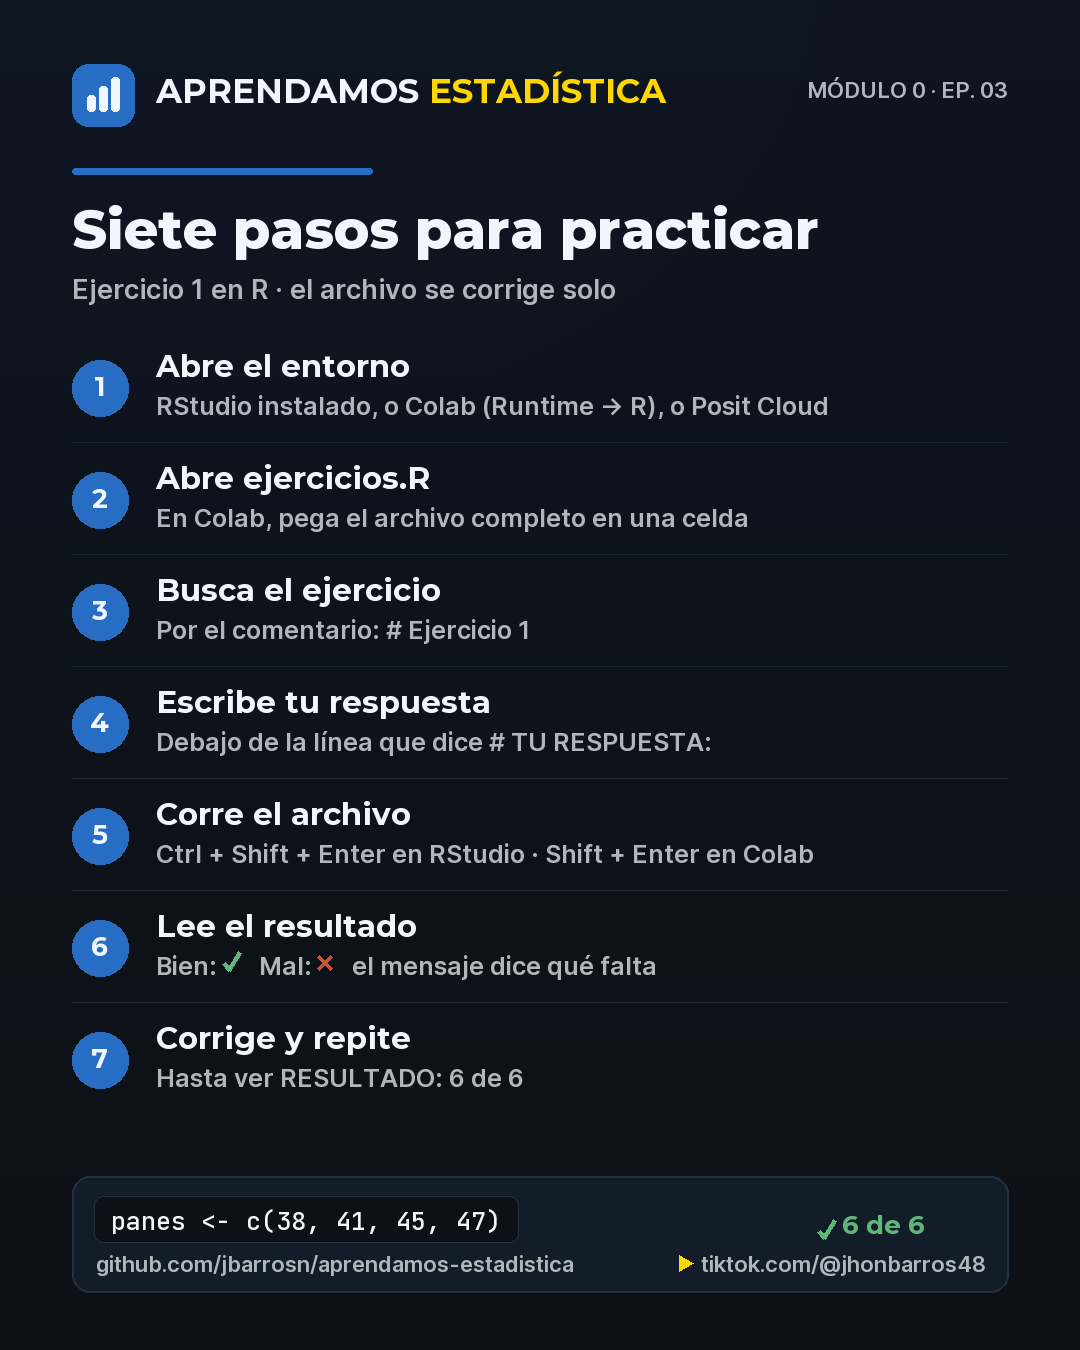 APRENDAMOS ESTADÍSTICA
MÓDULO 0 · EP. 03
Siete pasos para practicar
Ejercicio 1 en R · el archivo se corrige solo
1
Abre el entorno
RStudio instalado, o Colab (Runtime → R), o Posit Cloud
2
Abre ejercicios.R
En Colab, pega el archivo completo en una celda
3
Busca el ejercicio
Por el comentario: # Ejercicio 1
4
Escribe tu respuesta
Debajo de la línea que dice # TU RESPUESTA:
5
Corre el archivo
Ctrl + Shift + Enter en RStudio · Shift + Enter en Colab
6
Lee el resultado
Bien: ✓ Mal: ✕ el mensaje dice qué falta
7
Corrige y repite
Hasta ver RESULTADO: 6 de 6
panes <- c(38, 41, 45, 47)
✓ 6 de 6
github.com/jbarrosn/aprendamos-estadistica
▶ tiktok.com/@jhonbarros48